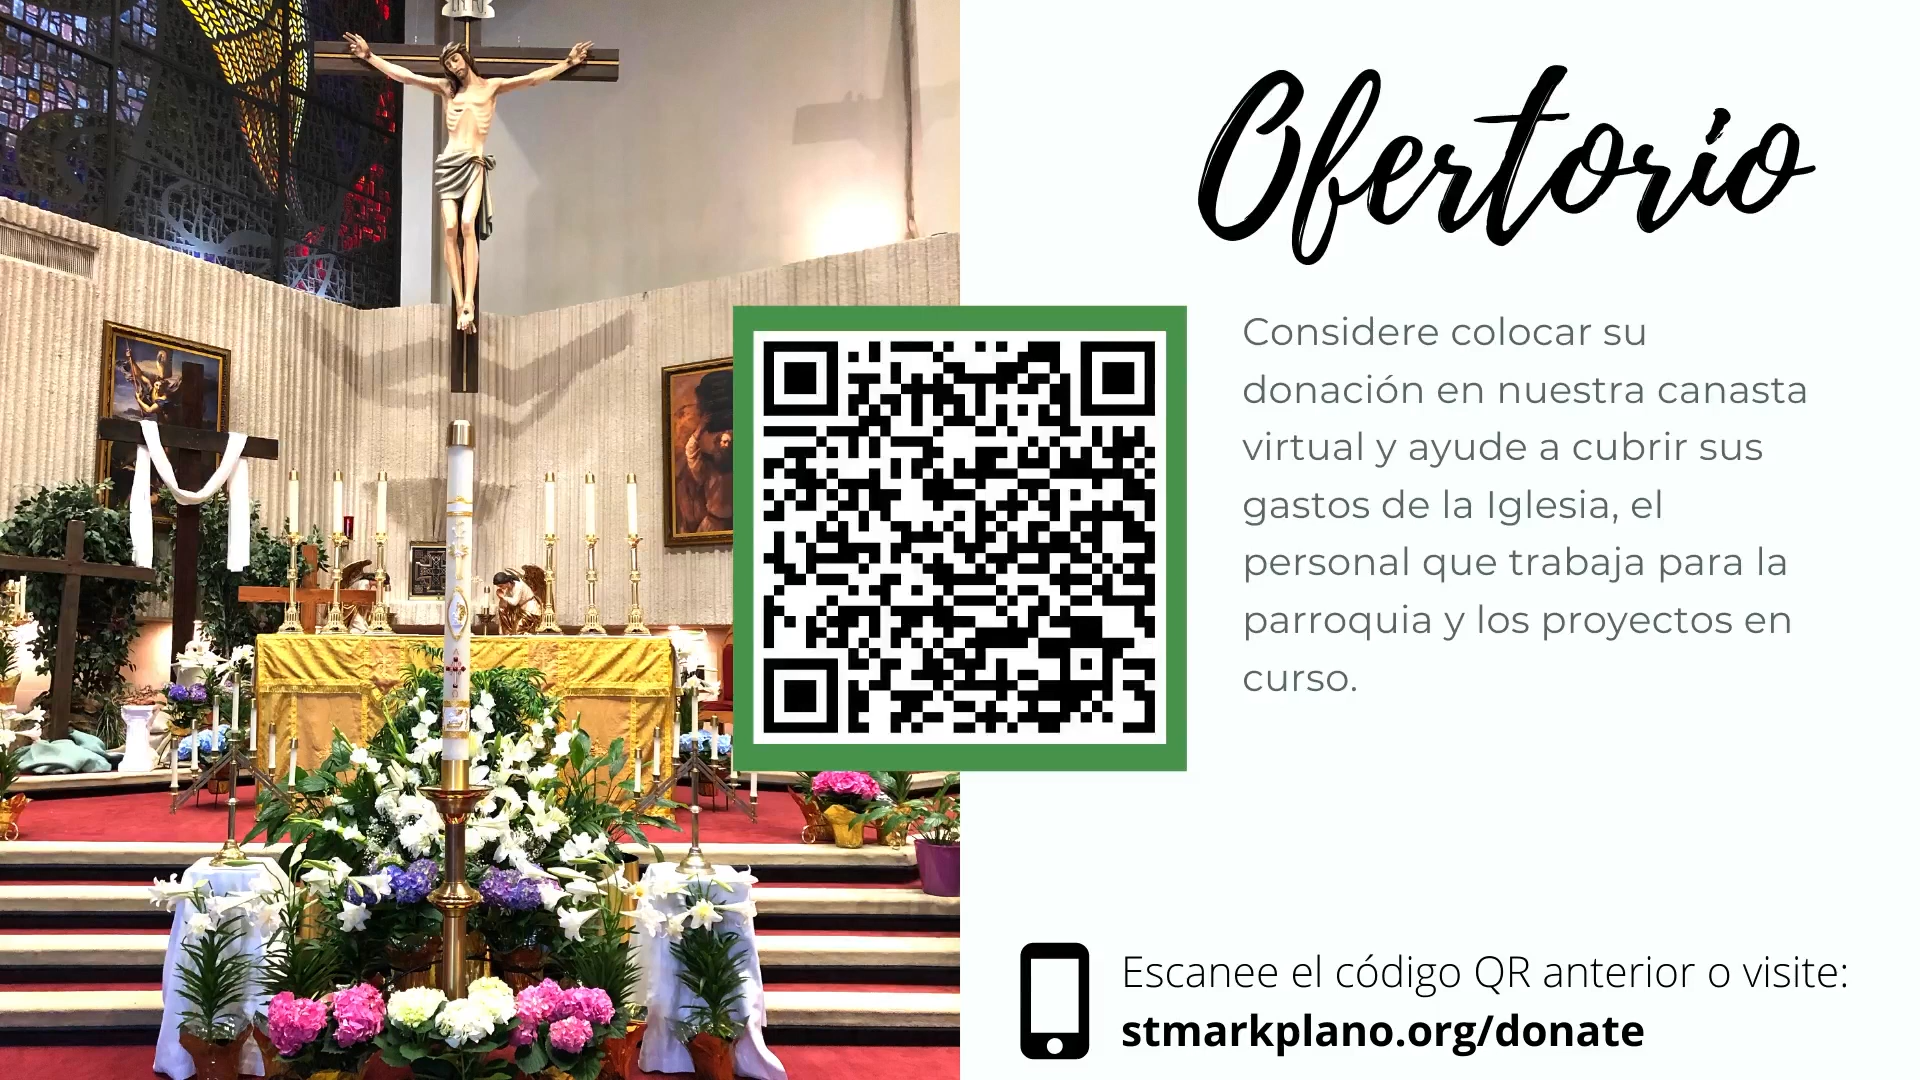 Ofertorio
Considere colocar su
donación en nuestra canasta
virtual y ayude a cubrir sus
gastos de la Iglesia, el
personal que trabaja para la
parroquia y los proyectos en
curso.
Escanee el código QR anterior o visite:
stmarkplano.org/donate